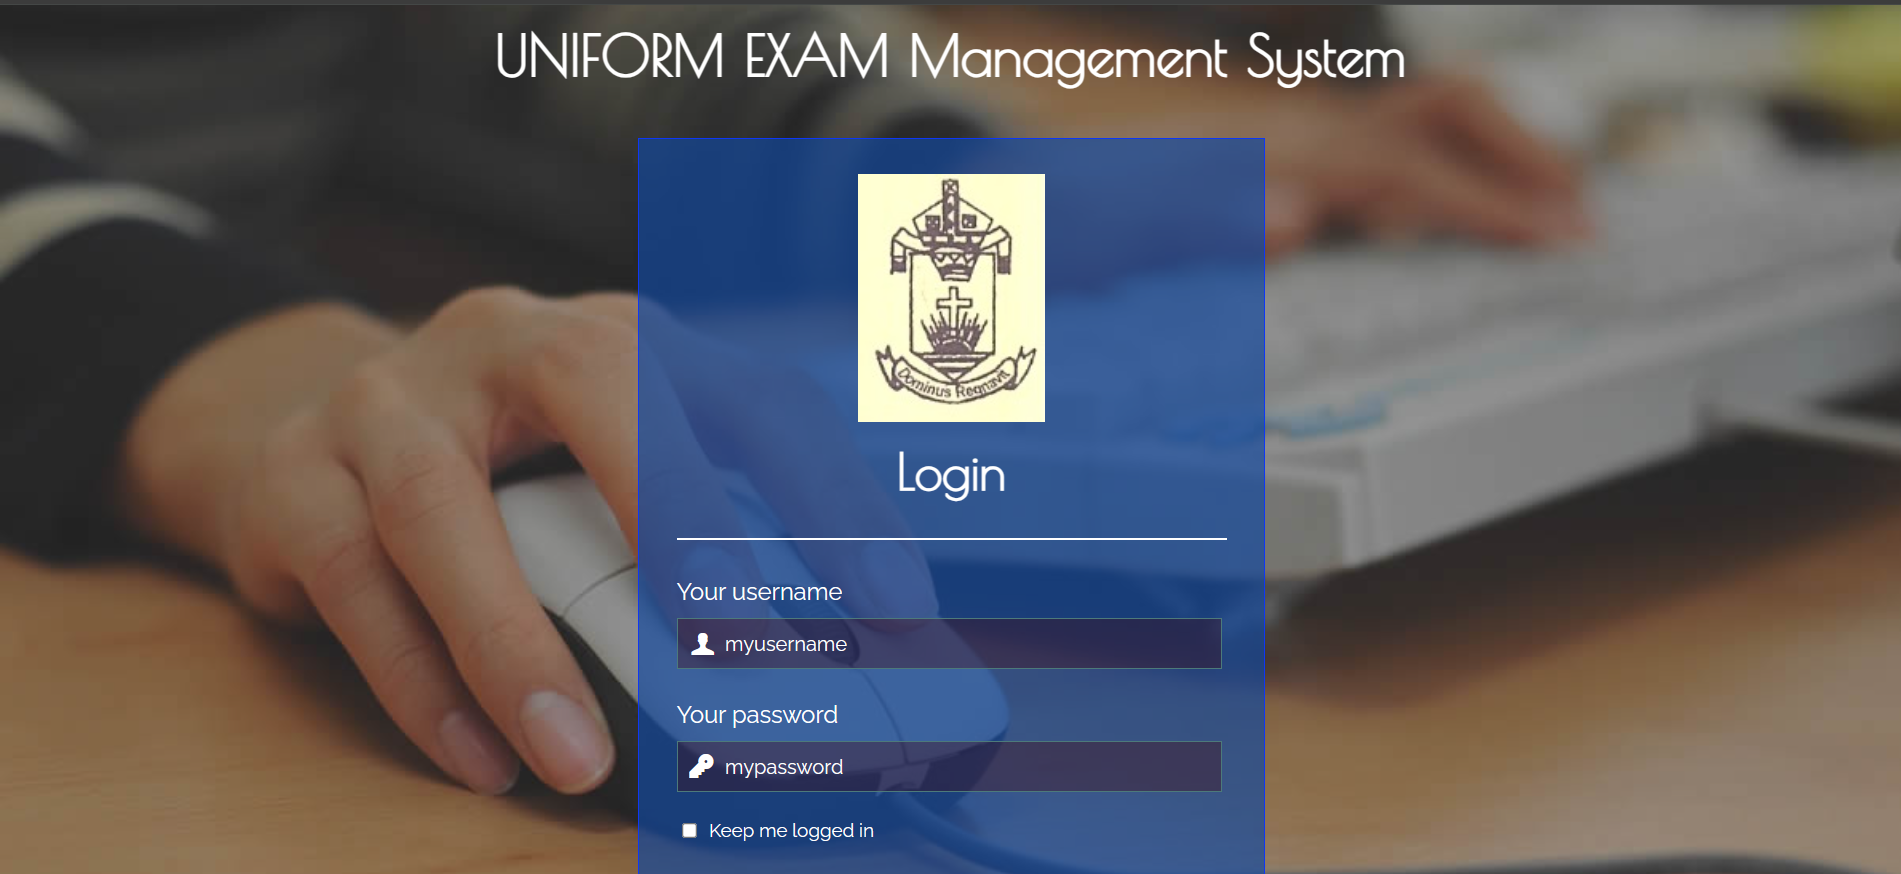 UNIFORM EXAM Management System
Dominus Regnavit
Login
Your username
myusername
Your password
mypassword
Keep me logged in